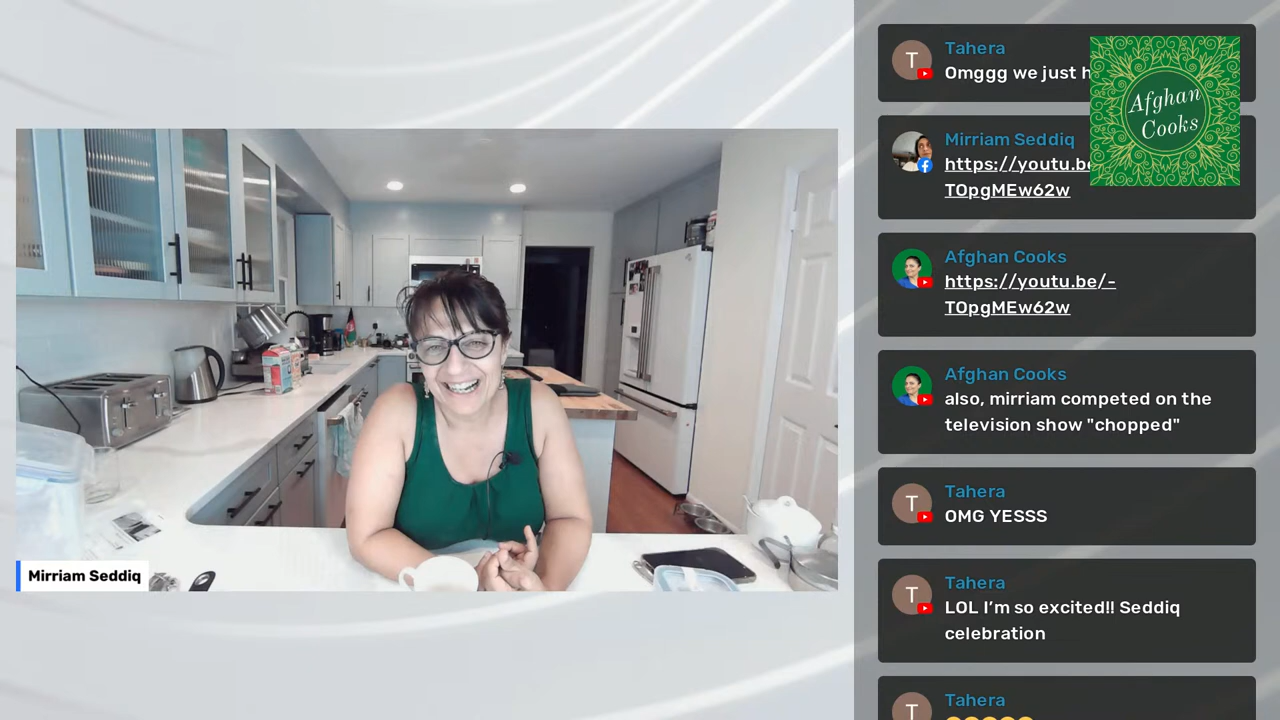 Mirriam Seddiq
T
Tahera
Omggg we just h
Mirriam Seddiq
https://youtu.be
TOpgMEw62w
Afghan Cooks
https://youtu.be/-
TOpgMEw62w
Afghan Cooks
also, mirriam competed on the
television show "chopped"
T
Tahera
OMG YESSS
T
Tahera
LOL I’m so excited!! Seddiq
celebration
T
Tahera
Afghan
Cooks